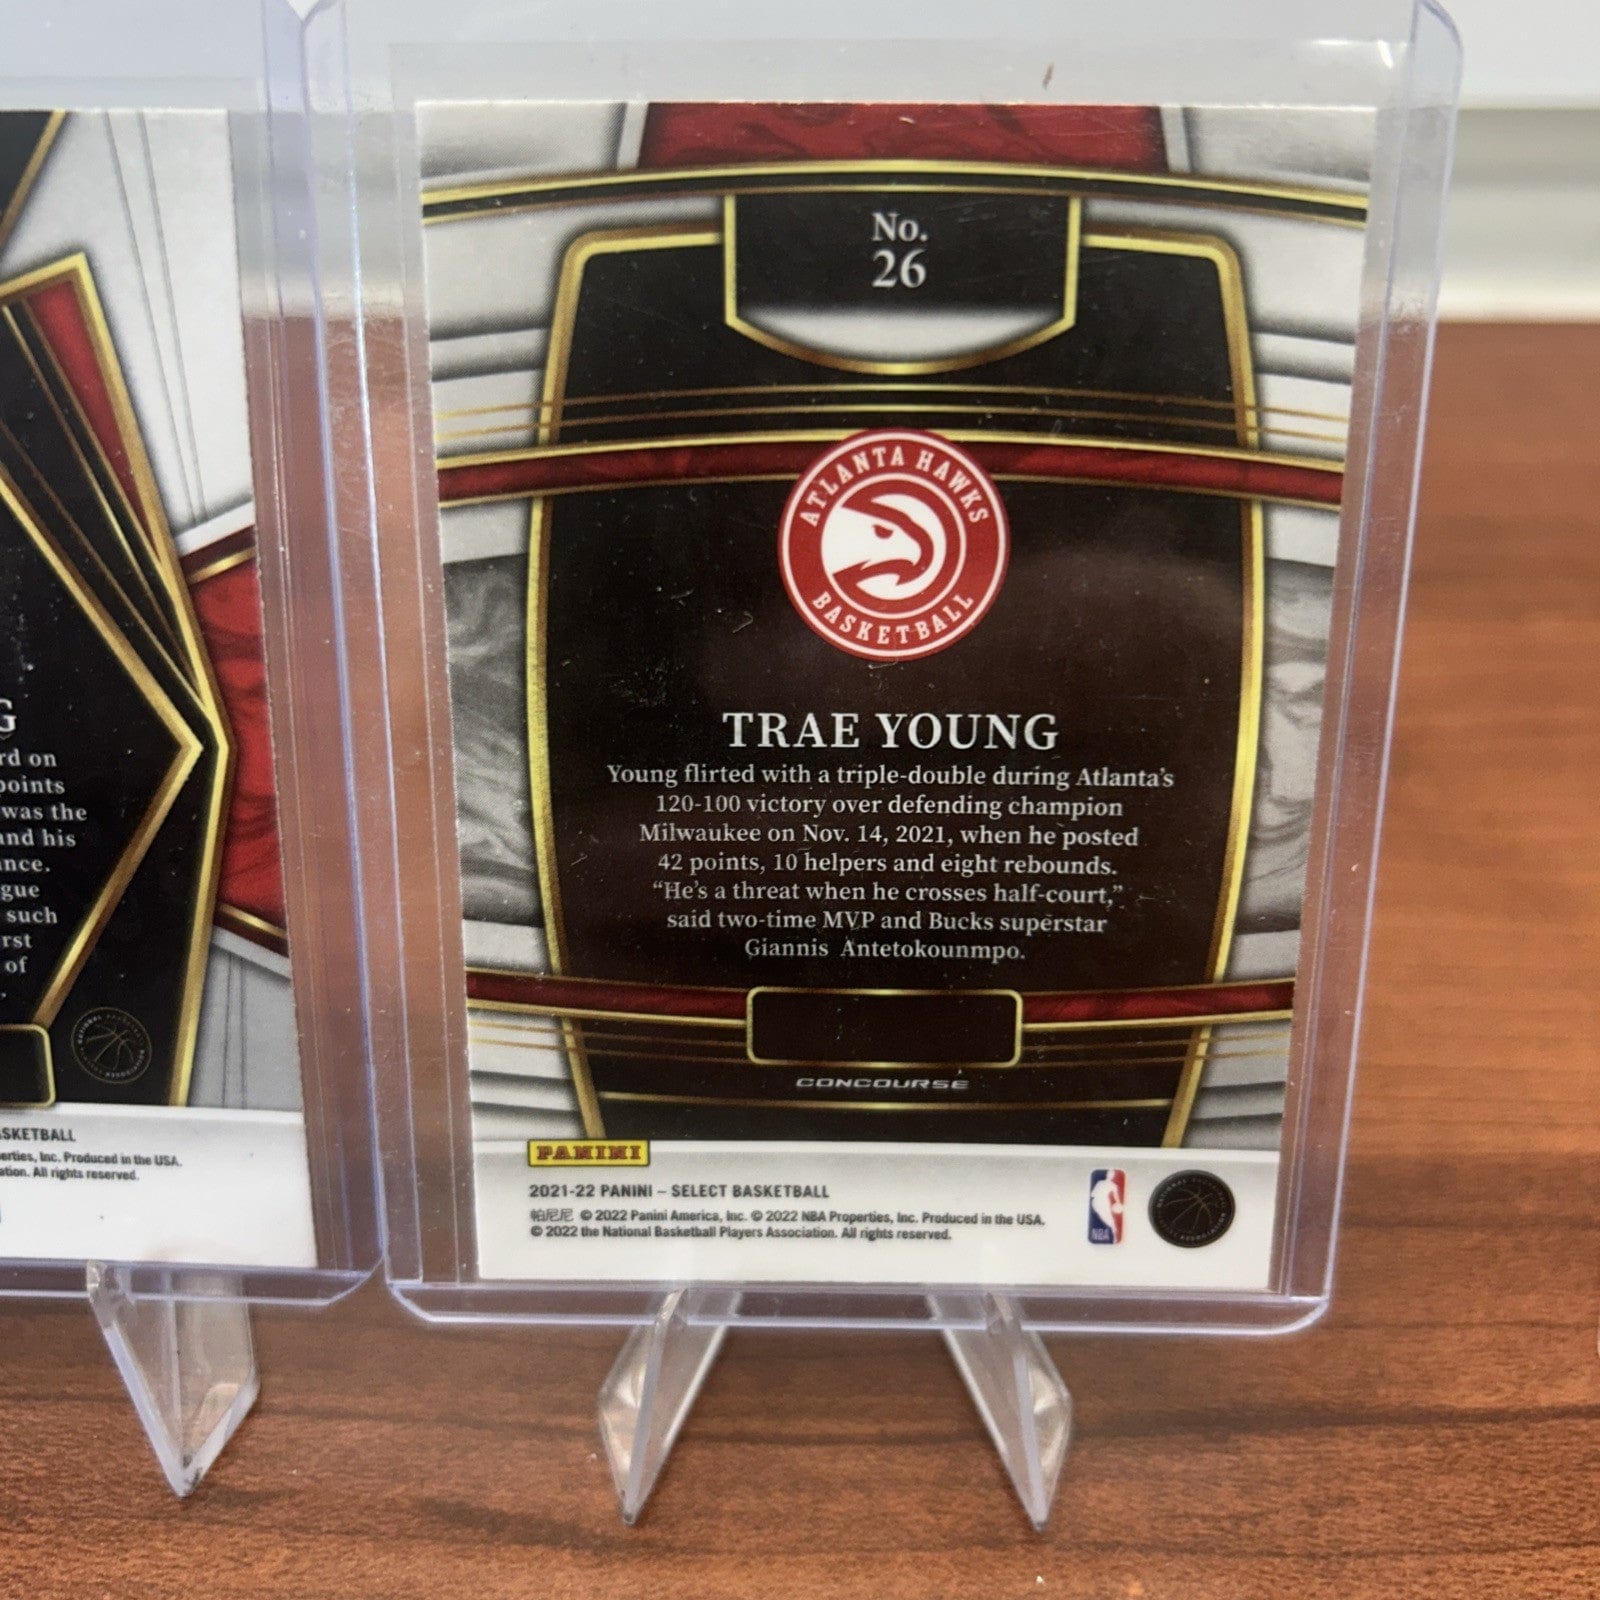 G
rd on
points
was the
and his
nce.
gue
such
rst
of
SKETBALL
erties, Inc. Produced in the USA.
ation. All rights reserved.
No.
26
ATLANTA HAWKS
BASKETBALL
TRAE YOUNG
Young flirted with a triple-double during Atlanta's
120-100 victory over defending champion
Milwaukee on Nov. 14, 2021, when he posted
42 points, 10 helpers and eight rebounds.
“He's a threat when he crosses half-court,”
said two-time MVP and Bucks superstar
Giannis Antetokounmpo.
CONCOURSE
PANINI
2021-22 PANINI – SELECT BASKETBALL
帕尼尼 © 2022 Panini America, Inc. © 2022 NBA Properties, Inc. Produced in the USA.
© 2022 the National Basketball Players Association. All rights reserved.
NBA